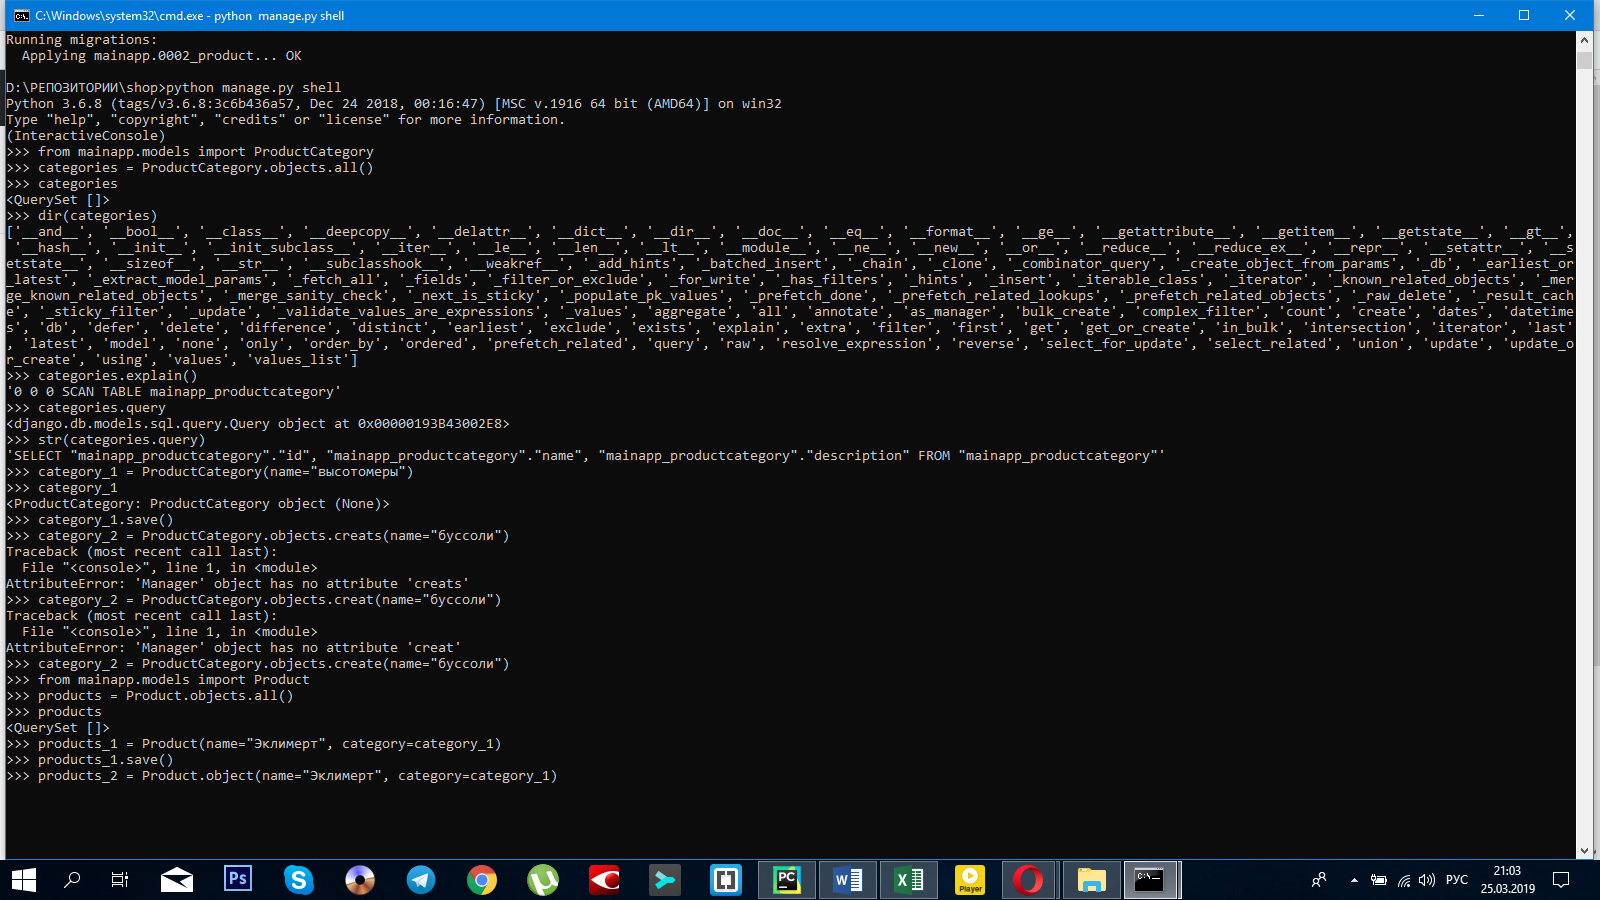 C:\Windows\system32\cmd.exe - python  manage.py shell
Running migrations:
  Applying mainapp.0002_product... OK
D:\РЕПОЗИТОРИИ\shop>python manage.py shell
Python 3.6.8 (tags/v3.6.8:3c6b436a57, Dec 24 2018, 00:16:47) [MSC v.1916 64 bit (AMD64)] on win32
Type "help", "copyright", "credits" or "license" for more information.
(InteractiveConsole)
>>> from mainapp.models import ProductCategory
>>> categories = ProductCategory.objects.all()
>>> categories
<QuerySet []>
>>> dir(categories)
['__and__', '__bool__', '__class__', '__deepcopy__', '__delattr__', '__dict__', '__dir__', '__doc__', '__eq__', '__format__', '__ge__', '__getattribute__', '__getitem__', '__getstate__', '__gt__',
 '__hash__', '__init__', '__init_subclass__', '__iter__', '__le__', '__len__', '__lt__', '__module__', '__ne__', '__new__', '__or__', '__reduce__', '__reduce_ex__', '__repr__', '__setattr__', '__s
etstate__', '__sizeof__', '__str__', '__subclasshook__', '__weakref__', '_add_hints', '_batched_insert', '_chain', '_clone', '_combinator_query', '_create_object_from_params', '_db', '_earliest_or
_latest', '_extract_model_params', '_fetch_all', '_fields', '_filter_or_exclude', '_for_write', '_has_filters', '_hints', '_insert', '_iterable_class', '_iterator', '_known_related_objects', '_mer
ge_known_related_objects', '_merge_sanity_check', '_next_is_sticky', '_populate_pk_values', '_prefetch_done', '_prefetch_related_lookups', '_prefetch_related_objects', '_raw_delete', '_result_cach
e', '_sticky_filter', '_update', '_validate_values_are_expressions', '_values', 'aggregate', 'all', 'annotate', 'as_manager', 'bulk_create', 'complex_filter', 'count', 'create', 'dates', 'datetime
s', 'db', 'defer', 'delete', 'difference', 'distinct', 'earliest', 'exclude', 'exists', 'explain', 'extra', 'filter', 'first', 'get', 'get_or_create', 'in_bulk', 'intersection', 'iterator', 'last'
, 'latest', 'model', 'none', 'only', 'order_by', 'ordered', 'prefetch_related', 'query', 'raw', 'resolve_expression', 'reverse', 'select_for_update', 'select_related', 'union', 'update', 'update_o
r_create', 'using', 'values', 'values_list']
>>> categories.explain()
'0 0 0 SCAN TABLE mainapp_productcategory'
>>> categories.query
<django.db.models.sql.query.Query object at 0x00000193B43002E8>
>>> str(categories.query)
'SELECT "mainapp_productcategory"."id", "mainapp_productcategory"."name", "mainapp_productcategory"."description" FROM "mainapp_productcategory"'
>>> category_1 = ProductCategory(name="высотомеры")
>>> category_1
<ProductCategory: ProductCategory object (None)>
>>> category_1.save()
>>> category_2 = ProductCategory.objects.creats(name="буссоли")
Traceback (most recent call last):
  File "<console>", line 1, in <module>
AttributeError: 'Manager' object has no attribute 'creats'
>>> category_2 = ProductCategory.objects.creat(name="буссоли")
Traceback (most recent call last):
  File "<console>", line 1, in <module>
AttributeError: 'Manager' object has no attribute 'creat'
>>> category_2 = ProductCategory.objects.create(name="буссоли")
>>> from mainapp.models import Product
>>> products = Product.objects.all()
>>> products
<QuerySet []>
>>> products_1 = Product(name="Эклимерт", category=category_1)
>>> products_1.save()
>>> products_2 = Product.object(name="Эклимерт", category=category_1)
Ps
PC
Player
РУС
21:03
25.03.2019